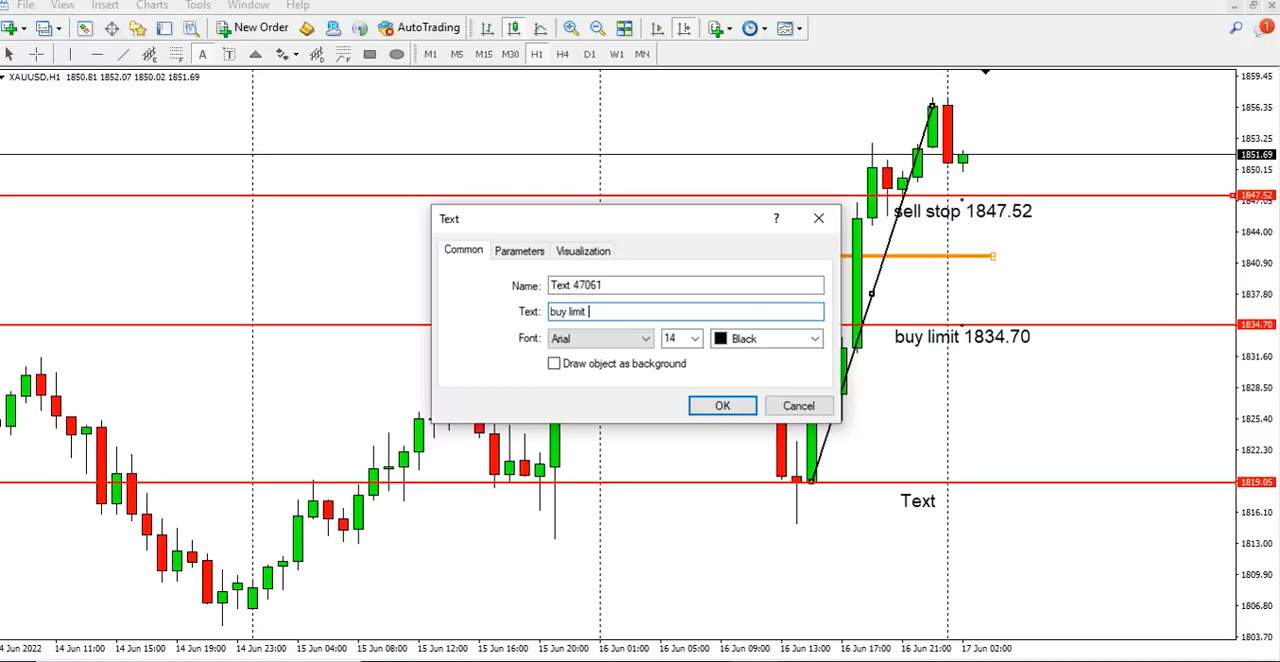 File View Insert Charts Tools Window Help
New Order AutoTrading 1
A T M1 M5 M15 M30 H1 H4 D1 W1 MN
XAUUSD,H1 1850.81 1852.07 1850.02 1851.69
1859.45
1856.35
1853.25
1851.69
1850.15
1847.52
sell stop 1847.52
Text ?
1844.00
Common Parameters Visualization
1840.90
Name: Text 47061
1837.80
Text: buy limit
1834.70
buy limit 1834.70
Font: Arial 14 Black
1831.60
Draw object as background
1828.50
OK Cancel
1825.40
1822.30
1819.05
Text
1816.10
1813.00
1809.90
1806.80
1803.70
4 Jun 2022 14 Jun 11:00 14 Jun 15:00 14 Jun 19:00 14 Jun 23:00 15 Jun 04:00 15 Jun 08:00 15 Jun 12:00 15 Jun 16:00 15 Jun 20:00 16 Jun 01:00 16 Jun 05:00 16 Jun 09:00 16 Jun 13:00 16 Jun 17:00 16 Jun 21:00 17 Jun 02:00